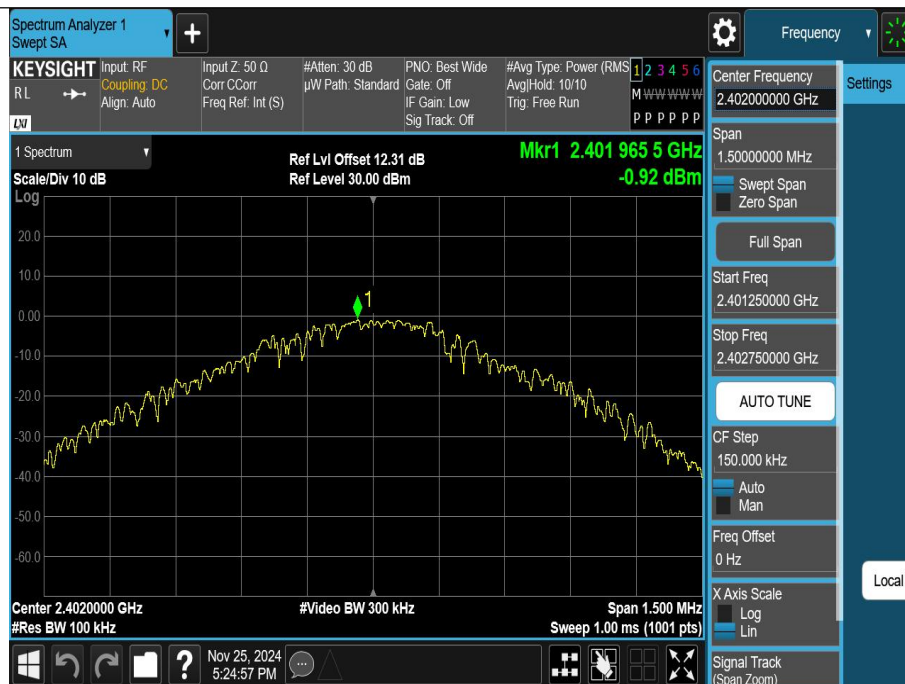 Spectrum Analyzer 1
Swept SA
Frequency
KEYSIGHT
RL
LXI
Input: RF
Coupling: DC
Align: Auto
Input Z: 50 Ω
Corr CCorr
Freq Ref: Int (S)
#Atten: 30 dB
µW Path: Standard
PNO: Best Wide
Gate: Off
IF Gain: Low
Sig Track: Off
#Avg Type: Power (RMS
Avg|Hold: 10/10
Trig: Free Run
1 2 3 4 5 6
M W W W W W
P P P P P P
1 Spectrum
Scale/Div 10 dB
Log
Ref Lvl Offset 12.31 dB
Ref Level 30.00 dBm
Mkr1 2.401 965 5 GHz
-0.92 dBm
20.0
10.0
0.00
-10.0
-20.0
-30.0
-40.0
-50.0
-60.0
1
Center 2.4020000 GHz
#Res BW 100 kHz
#Video BW 300 kHz
Span 1.500 MHz
Sweep 1.00 ms (1001 pts)
Nov 25, 2024
5:24:57 PM
?
Center Frequency
2.402000000 GHz
Span
1.50000000 MHz
Swept Span
Zero Span
Full Span
Start Freq
2.401250000 GHz
Stop Freq
2.402750000 GHz
AUTO TUNE
CF Step
150.000 kHz
Auto
Man
Freq Offset
0 Hz
X Axis Scale
Log
Lin
Signal Track
(Span Zoom)
Settings
Local